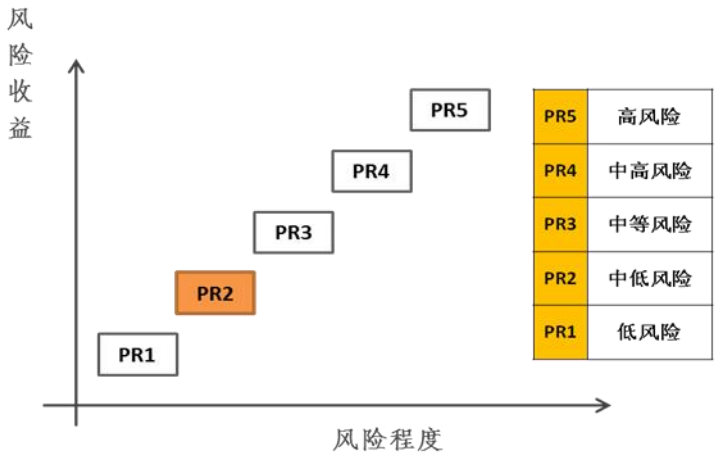 风
险
收
益
PR5
PR4
PR3
PR2
PR1
风险程度
PR5 高风险
PR4 中高风险
PR3 中等风险
PR2 中低风险
PR1 低风险